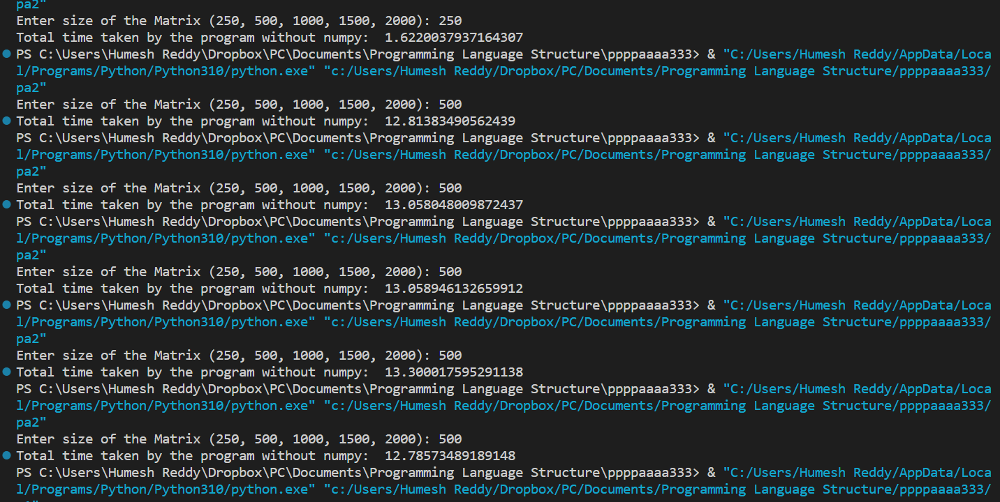 pa2"
Enter size of the Matrix (250, 500, 1000, 1500, 2000): 250
Total time taken by the program without numpy:  1.6220037937164307
PS C:\Users\Humesh Reddy\Dropbox\PC\Documents\Programming Language Structure\ppppaaaa333> & "C:/Users/Humesh Reddy/AppData/Loca
l/Programs/Python/Python310/python.exe" "c:/Users/Humesh Reddy/Dropbox/PC/Documents/Programming Language Structure/ppppaaaa333/
pa2"
Enter size of the Matrix (250, 500, 1000, 1500, 2000): 500
Total time taken by the program without numpy:  12.81383490562439
PS C:\Users\Humesh Reddy\Dropbox\PC\Documents\Programming Language Structure\ppppaaaa333> & "C:/Users/Humesh Reddy/AppData/Loca
l/Programs/Python/Python310/python.exe" "c:/Users/Humesh Reddy/Dropbox/PC/Documents/Programming Language Structure/ppppaaaa333/
pa2"
Enter size of the Matrix (250, 500, 1000, 1500, 2000): 500
Total time taken by the program without numpy:  13.058048009872437
PS C:\Users\Humesh Reddy\Dropbox\PC\Documents\Programming Language Structure\ppppaaaa333> & "C:/Users/Humesh Reddy/AppData/Loca
l/Programs/Python/Python310/python.exe" "c:/Users/Humesh Reddy/Dropbox/PC/Documents/Programming Language Structure/ppppaaaa333/
pa2"
Enter size of the Matrix (250, 500, 1000, 1500, 2000): 500
Total time taken by the program without numpy:  13.058946132659912
PS C:\Users\Humesh Reddy\Dropbox\PC\Documents\Programming Language Structure\ppppaaaa333> & "C:/Users/Humesh Reddy/AppData/Loca
l/Programs/Python/Python310/python.exe" "c:/Users/Humesh Reddy/Dropbox/PC/Documents/Programming Language Structure/ppppaaaa333/
pa2"
Enter size of the Matrix (250, 500, 1000, 1500, 2000): 500
Total time taken by the program without numpy:  13.300017595291138
PS C:\Users\Humesh Reddy\Dropbox\PC\Documents\Programming Language Structure\ppppaaaa333> & "C:/Users/Humesh Reddy/AppData/Loca
l/Programs/Python/Python310/python.exe" "c:/Users/Humesh Reddy/Dropbox/PC/Documents/Programming Language Structure/ppppaaaa333/
pa2"
Enter size of the Matrix (250, 500, 1000, 1500, 2000): 500
Total time taken by the program without numpy:  12.78573489189148
PS C:\Users\Humesh Reddy\Dropbox\PC\Documents\Programming Language Structure\ppppaaaa333> & "C:/Users/Humesh Reddy/AppData/Loca
l/Programs/Python/Python310/python.exe" "c:/Users/Humesh Reddy/Dropbox/PC/Documents/Programming Language Structure/ppppaaaa333/